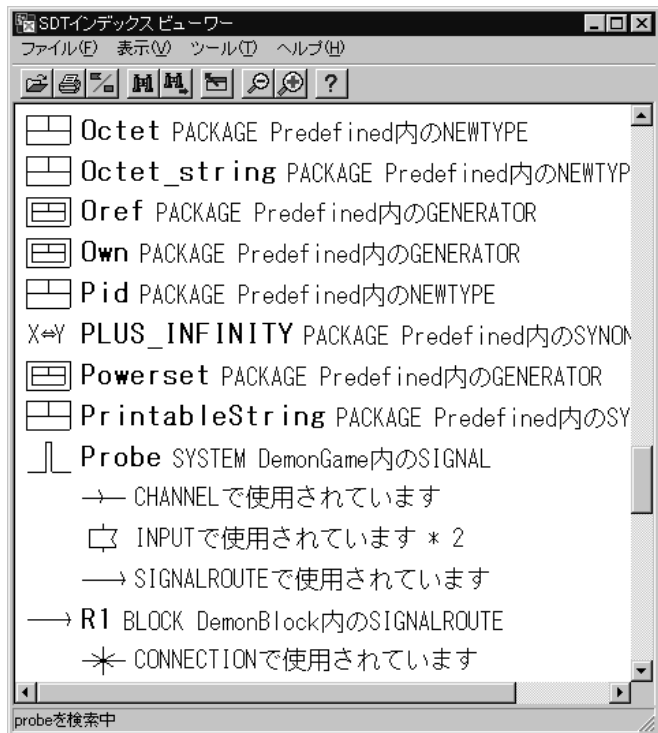 SDTインデックス ビューワー
ファイル(F) 表示(V) ツール(T) ヘルプ(H)
Octet PACKAGE Predefined内のNEWTYPE
Octet_string PACKAGE Predefined内のNEWTYP
Oref PACKAGE Predefined内のGENERATOR
Own PACKAGE Predefined内のGENERATOR
Pid PACKAGE Predefined内のNEWTYPE
X⇔Y PLUS_INFINITY PACKAGE Predefined内のSYNON
Powerset PACKAGE Predefined内のGENERATOR
PrintableString PACKAGE Predefined内のSY
Probe SYSTEM DemonGame内のSIGNAL
CHANNELで使用されています
INPUTで使用されています * 2
SIGNALROUTEで使用されています
R1 BLOCK DemonBlock内のSIGNALROUTE
CONNECTIONで使用されています
probeを検索中